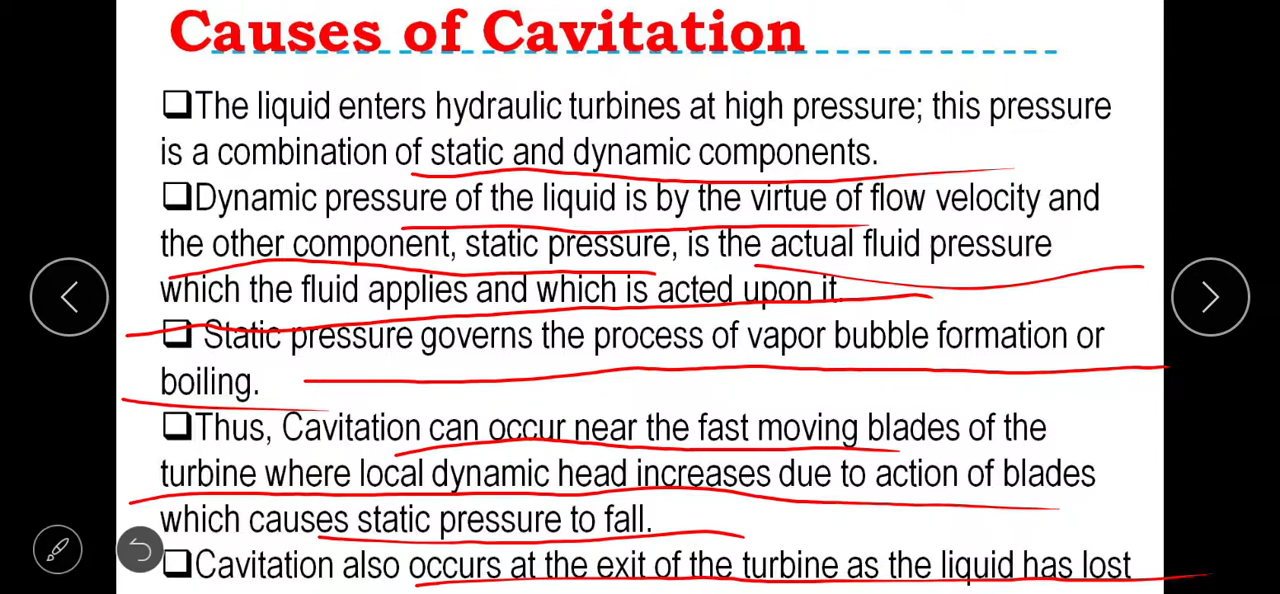 Causes of Cavitation
❑The liquid enters hydraulic turbines at high pressure; this pressure
is a combination of static and dynamic components.
❑Dynamic pressure of the liquid is by the virtue of flow velocity and
the other component, static pressure, is the actual fluid pressure
which the fluid applies and which is acted upon it.
❑ Static pressure governs the process of vapor bubble formation or
boiling.
❑Thus, Cavitation can occur near the fast moving blades of the
turbine where local dynamic head increases due to action of blades
which causes static pressure to fall.
❑Cavitation also occurs at the exit of the turbine as the liquid has lost